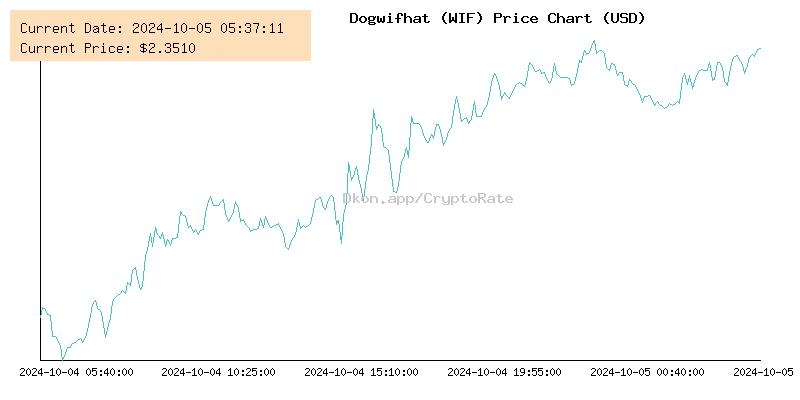 Dogwifhat (WIF) Price Chart (USD)
Current Date: 2024-10-05 05:37:11
Current Price: $2.3510
Dkon.app/CryptoRate
2024-10-04 05:40:00 2024-10-04 10:25:00 2024-10-04 15:10:00 2024-10-04 19:55:00 2024-10-05 00:40:00 2024-10-05